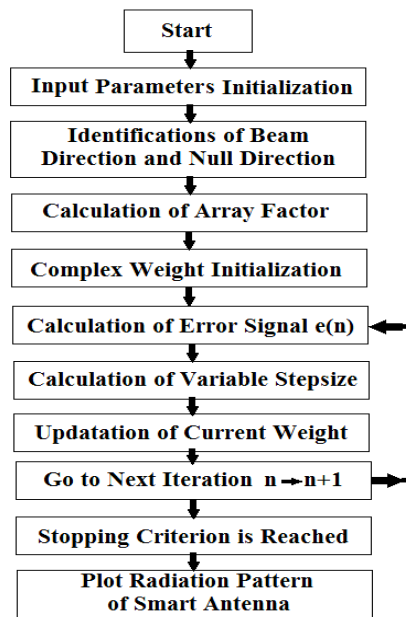 Start
Input Parameters Initialization
Identifications of Beam
Direction and Null Direction
Calculation of Array Factor
Complex Weight Initialization
Calculation of Error Signal e(n)
Calculation of Variable Stepsize
Updatation of Current Weight
Go to Next Iteration n→n+1
Stopping Criterion is Reached
Plot Radiation Pattern
of Smart Antenna